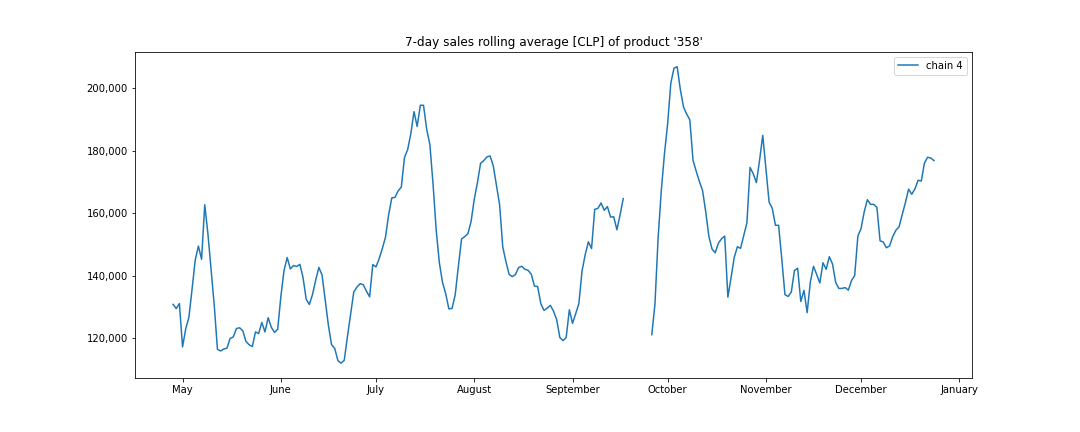 7-day sales rolling average [CLP] of product '358'
chain 4
200,000
180,000
160,000
140,000
120,000
May June July August September October November December January